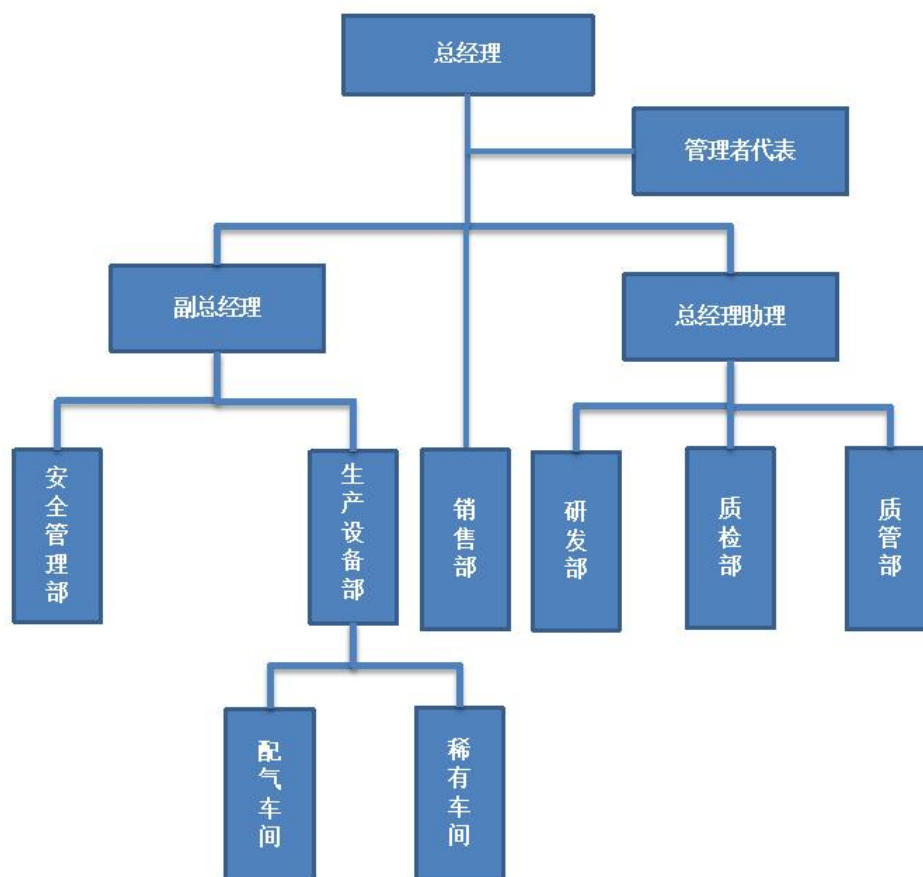 总经理
管理者代表
副总经理
总经理助理
安全管理部
生产设备部
销售部
研发部
质检部
质管部
配气车间
稀有车间